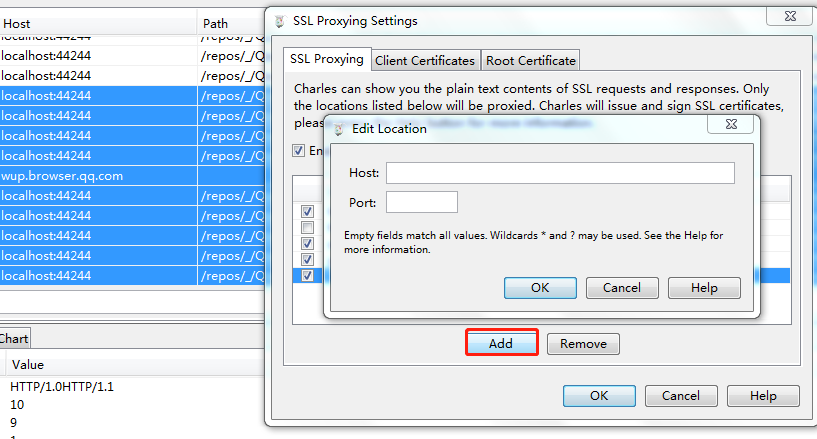 Host
Path
localhost:44244
/repos/_/Q
localhost:44244
/repos/_/Q
localhost:44244
/repos/_/Q
localhost:44244
/repos/_/Q
localhost:44244
/repos/_/Q
localhost:44244
/repos/_/Q
wup.browser.qq.com
localhost:44244
/repos/_/Q
localhost:44244
/repos/_/Q
localhost:44244
/repos/_/Q
localhost:44244
/repos/_/Q
localhost:44244
/repos/_/Q
Chart
Value
HTTP/1.0HTTP/1.1
10
9
SSL Proxying Settings
SSL Proxying
Client Certificates
Root Certificate
Charles can show you the plain text contents of SSL requests and responses. Only
the locations listed below will be proxied. Charles will issue and sign SSL certificates,
Edit Location
Host:
Port:
Empty fields match all values. Wildcards * and ? may be used. See the Help for
more information.
OK
Cancel
Help
Add
Remove
OK
Cancel
Help